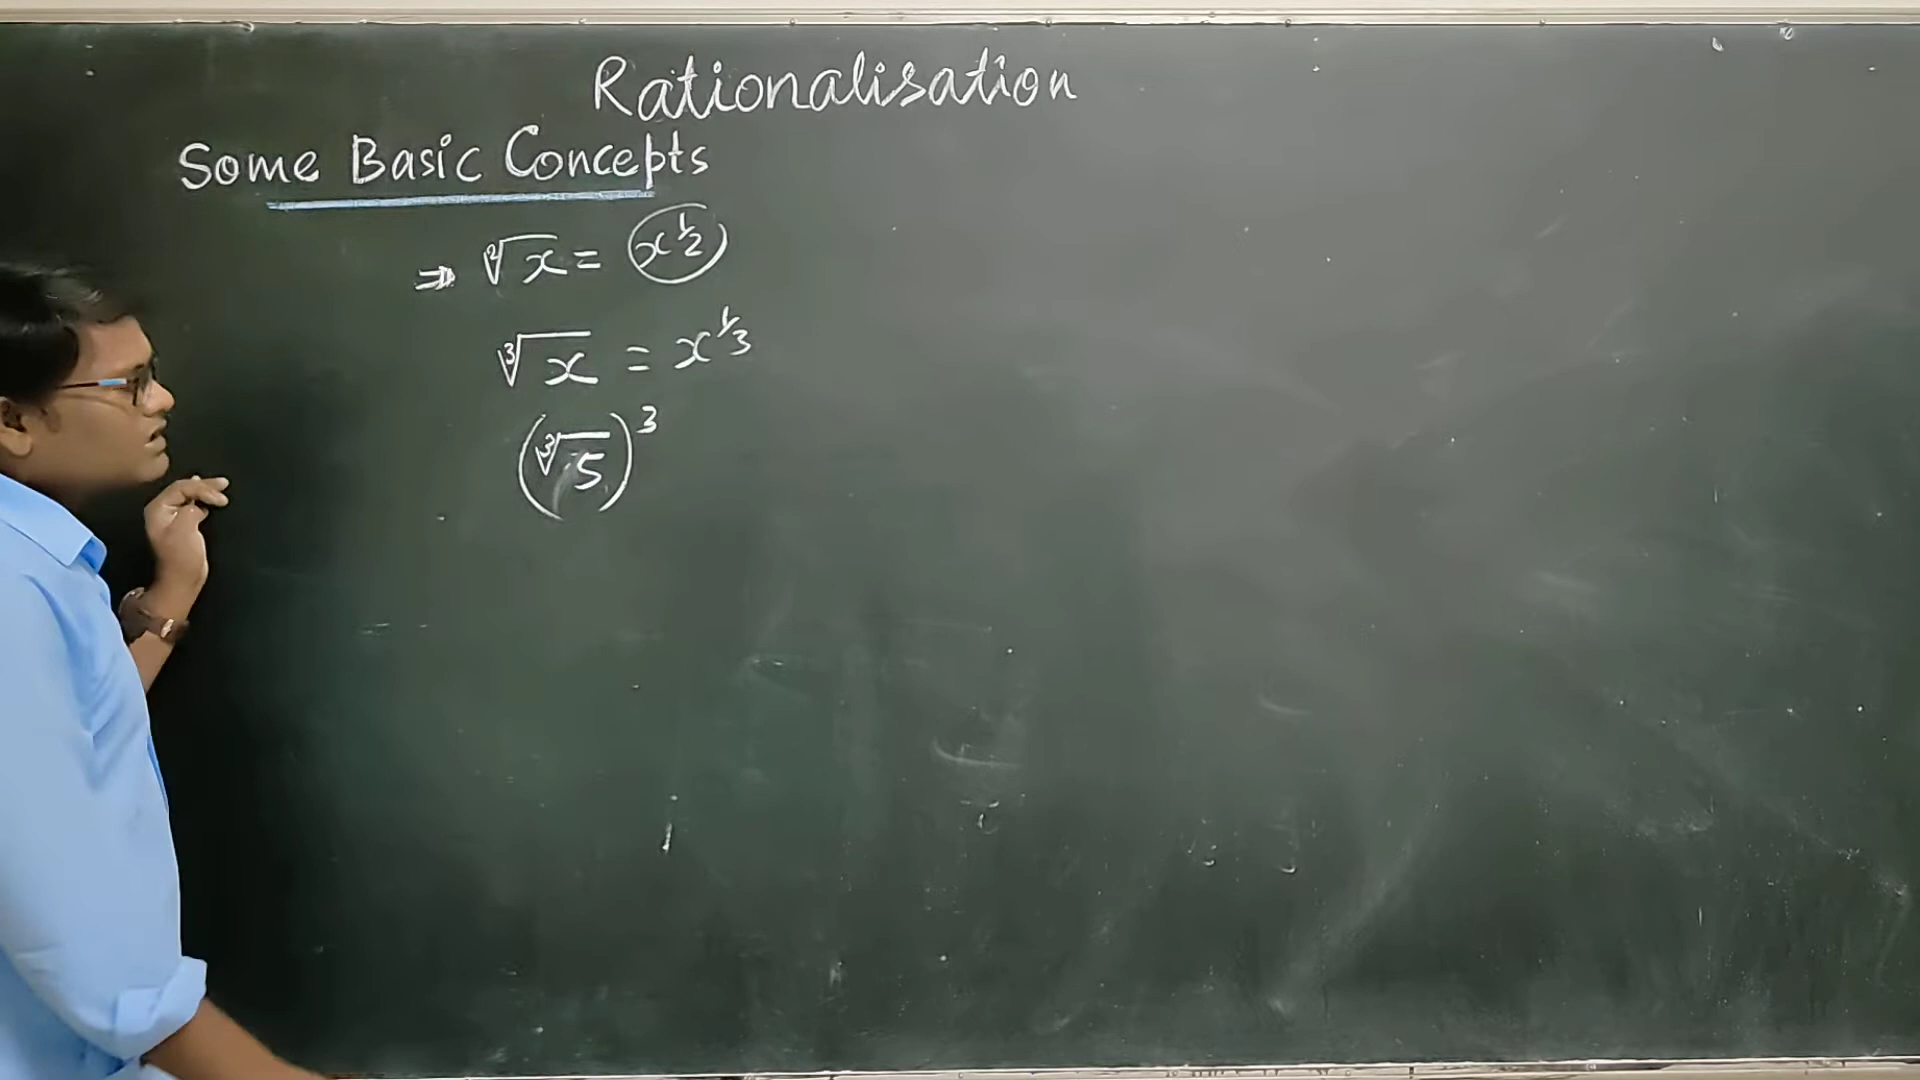 Rationalisation
Some Basic Concepts
⇒ ²√x = x^1/2
³√x = x^1/3
(³√5)^3